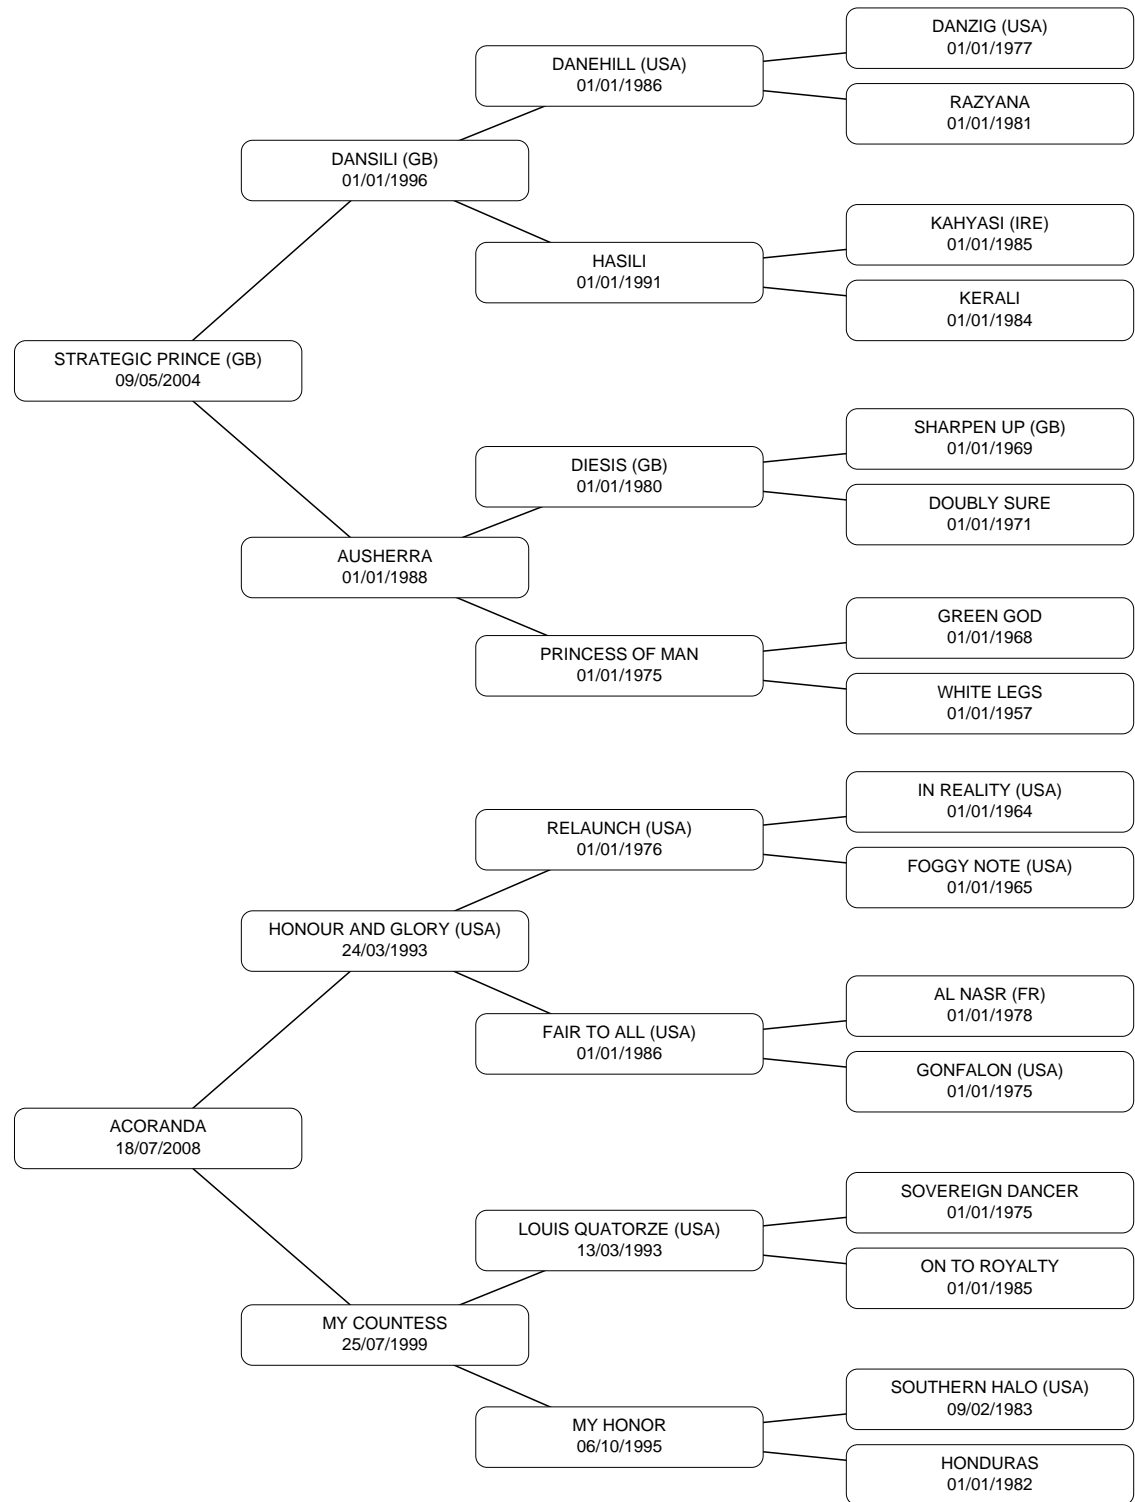 DANZIG (USA)
01/01/1977
DANEHILL (USA)
01/01/1986
RAZYANA
01/01/1981
DANSILI (GB)
01/01/1996
KAHYASI (IRE)
01/01/1985
HASILI
01/01/1991
KERALI
01/01/1984
STRATEGIC PRINCE (GB)
09/05/2004
SHARPEN UP (GB)
01/01/1969
DIESIS (GB)
01/01/1980
DOUBLY SURE
01/01/1971
AUSHERRA
01/01/1988
GREEN GOD
01/01/1968
PRINCESS OF MAN
01/01/1975
WHITE LEGS
01/01/1957
IN REALITY (USA)
01/01/1964
RELAUNCH (USA)
01/01/1976
FOGGY NOTE (USA)
01/01/1965
HONOUR AND GLORY (USA)
24/03/1993
AL NASR (FR)
01/01/1978
FAIR TO ALL (USA)
01/01/1986
GONFALON (USA)
01/01/1975
ACORANDA
18/07/2008
SOVEREIGN DANCER
01/01/1975
LOUIS QUATORZE (USA)
13/03/1993
ON TO ROYALTY
01/01/1985
MY COUNTESS
25/07/1999
SOUTHERN HALO (USA)
09/02/1983
MY HONOR
06/10/1995
HONDURAS
01/01/1982